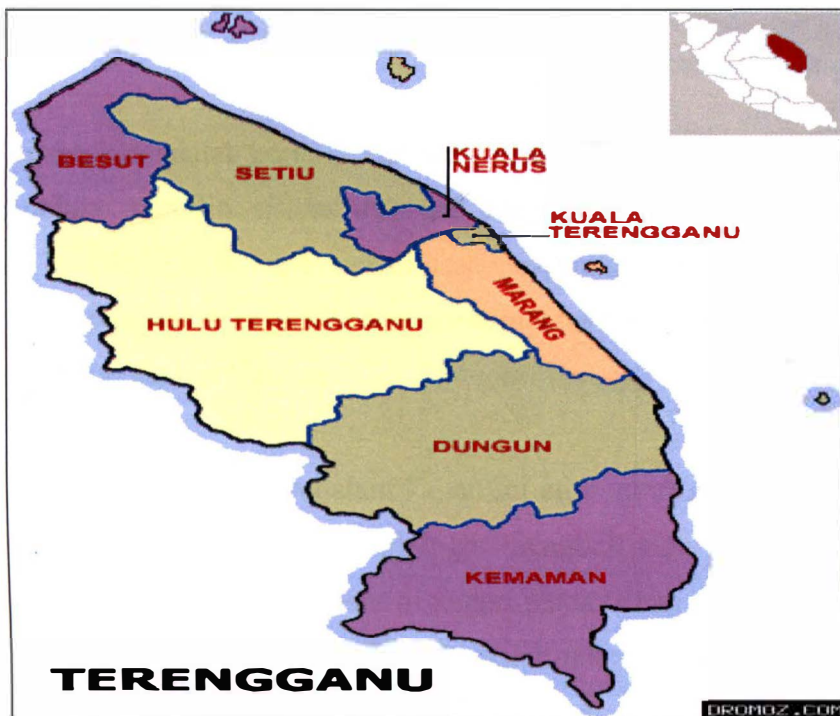 BESUT
SETIU
KUALA
NERUS
KUALA
TERENGGANU
HULU TERENGGANU
MARANG
DUNGUN
KEMAMAN
TERENGGANU
DROMOZ.COM